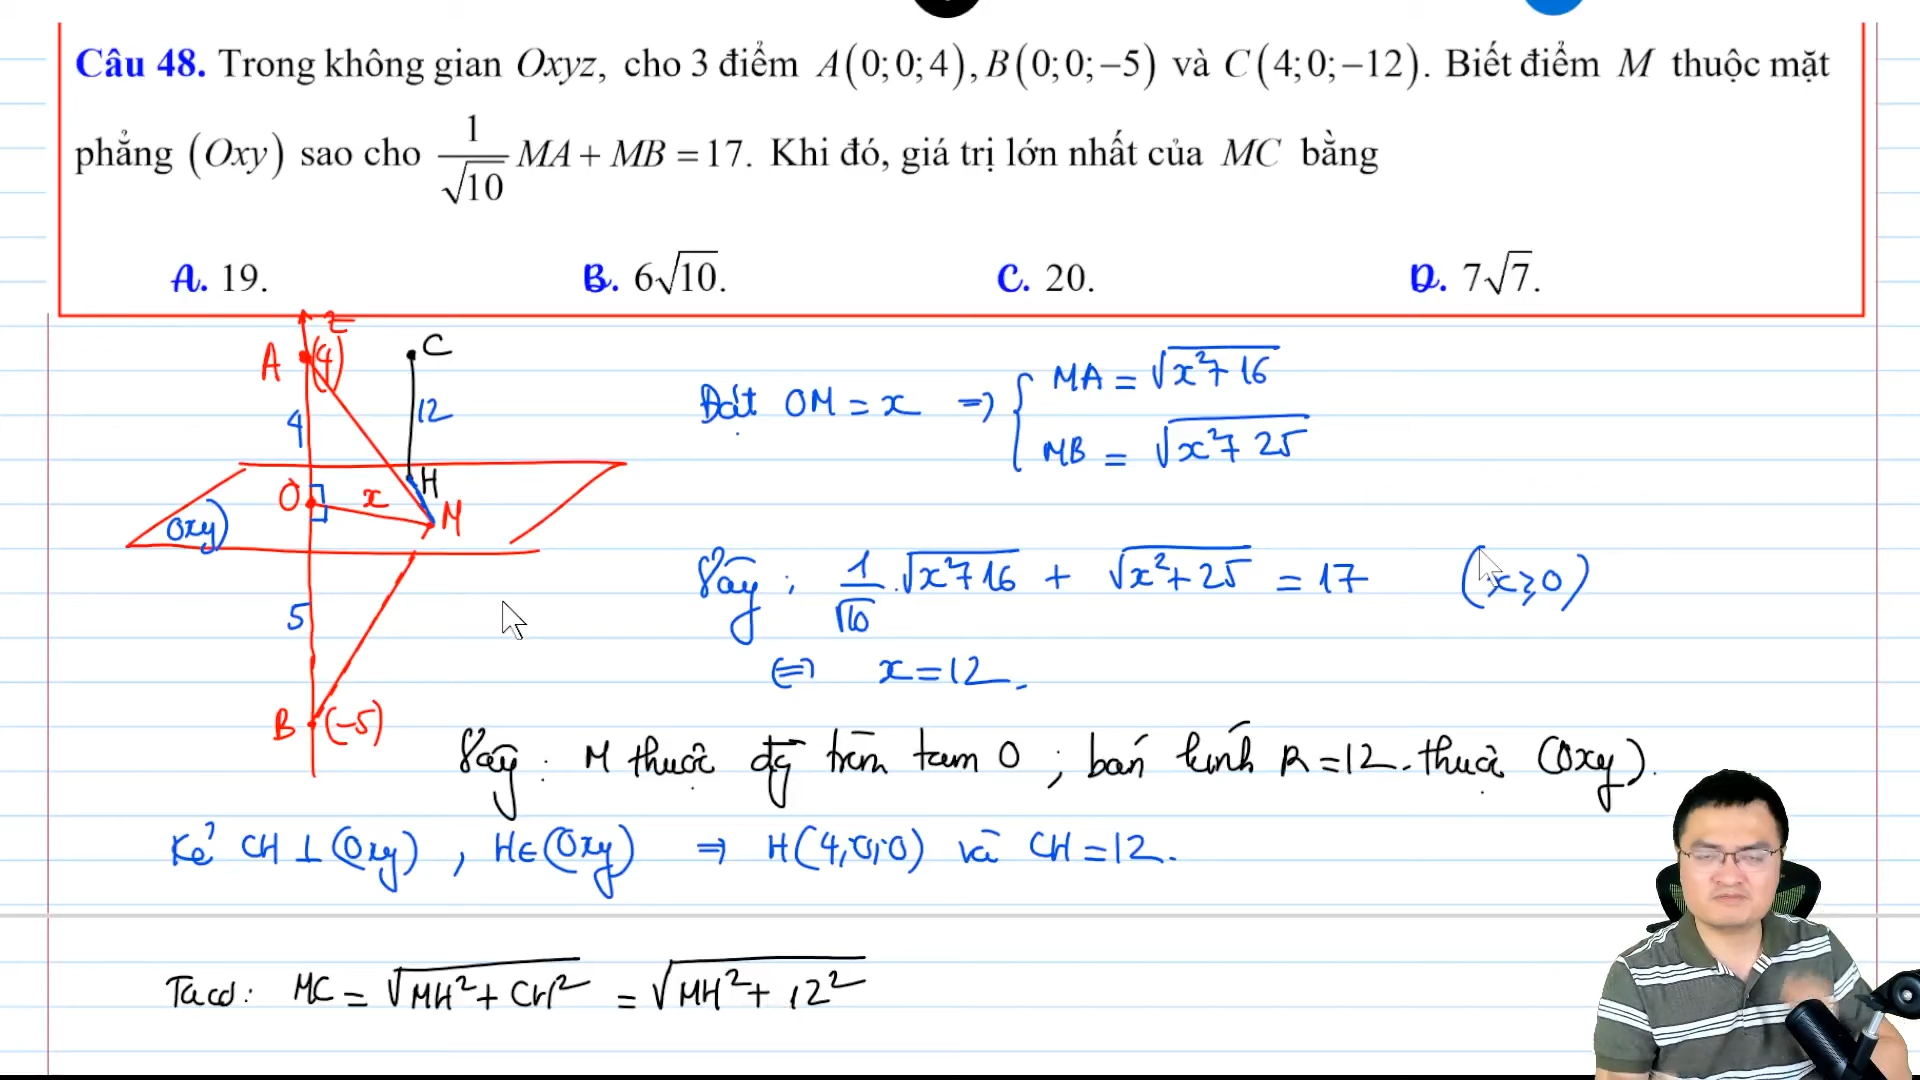 Câu 48. Trong không gian Oxyz, cho 3 điểm A(0;0;4), B(0;0;−5) và C(4;0;−12). Biết điểm M thuộc mặt
phẳng (Oxy) sao cho 1/√10 MA + MB = 17. Khi đó, giá trị lớn nhất của MC bằng
A. 19. B. 6√10. C. 20. D. 7√7.
z
A (4) C
4 12
H
O x M
Oxy)
5
B (−5)
Đặt OM = x ⇒ { MA = √(x²+16)
MB = √(x²+25)
Vậy: 1/√10 . √(x²+16) + √(x²+25) = 17 (x ≥ 0)
⇔ x = 12.
Vậy: M thuộc đg tròn tam O ; bán kính R = 12. thuộc (Oxy).
Kẻ CH ⊥ (Oxy) , H ∈ (Oxy) ⇒ H(4,0,0) và CH = 12.
Ta có: MC = √(MH² + CH²) = √(MH² + 12²)